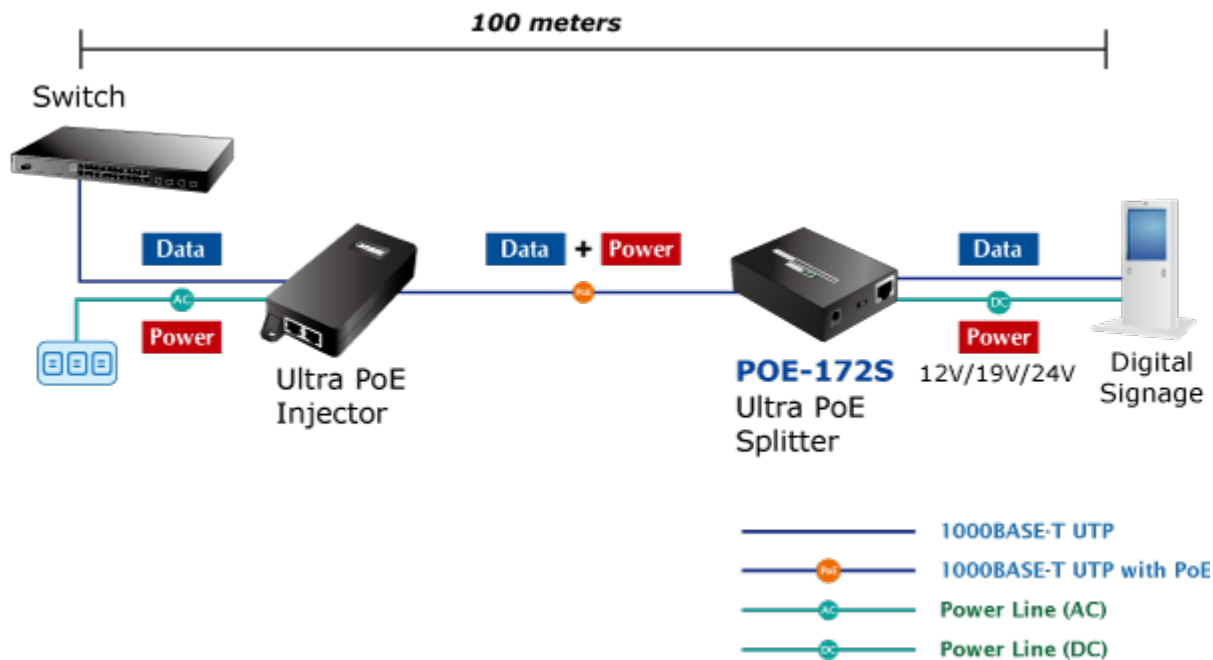 100 meters
Switch
Data
Data + Power
Data
AC
PoE
DC
Power
Power
Ultra PoE
Injector
POE-172S
Ultra PoE
Splitter
12V/19V/24V
Digital
Signage
1000BASE-T UTP
PoE
1000BASE-T UTP with PoE
AC
Power Line (AC)
DC
Power Line (DC)